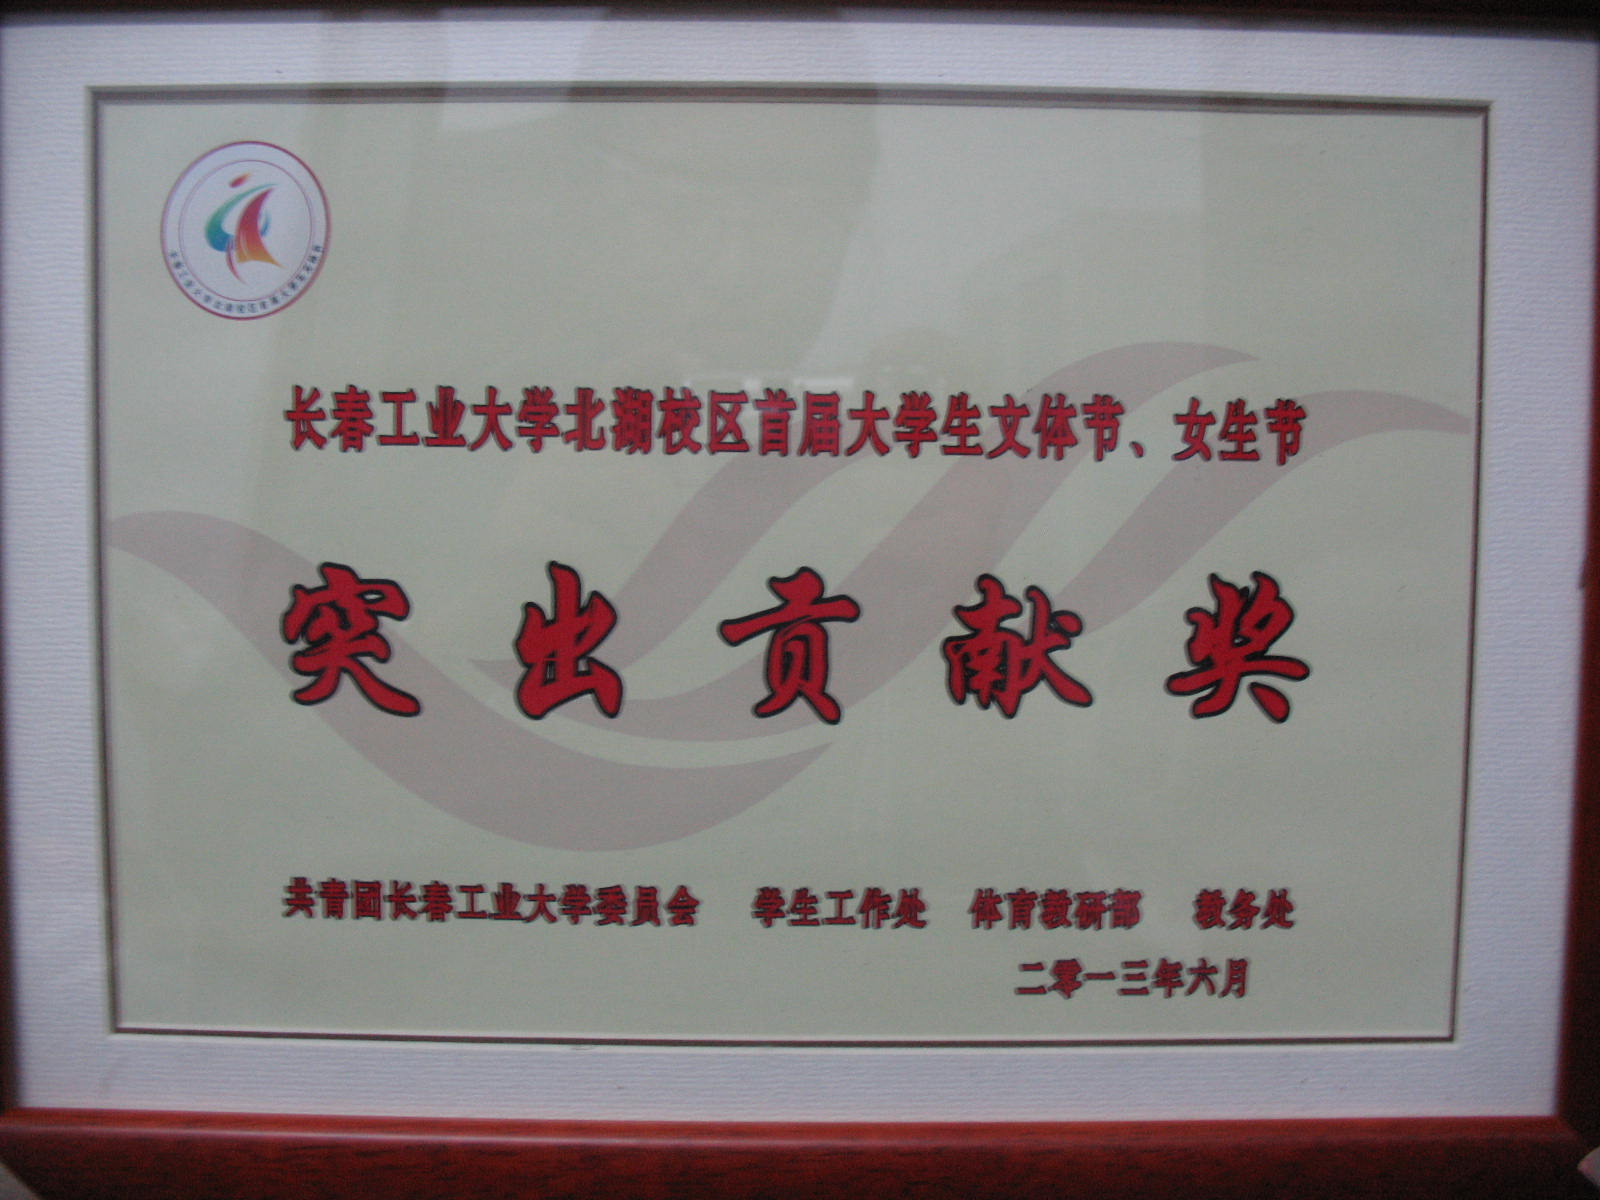 长春工业大学北湖校区首届大学生文体节、女生节
突出贡献奖
共青团长春工业大学委员会 学生工作处 体育教研部 教务处
二零一三年六月